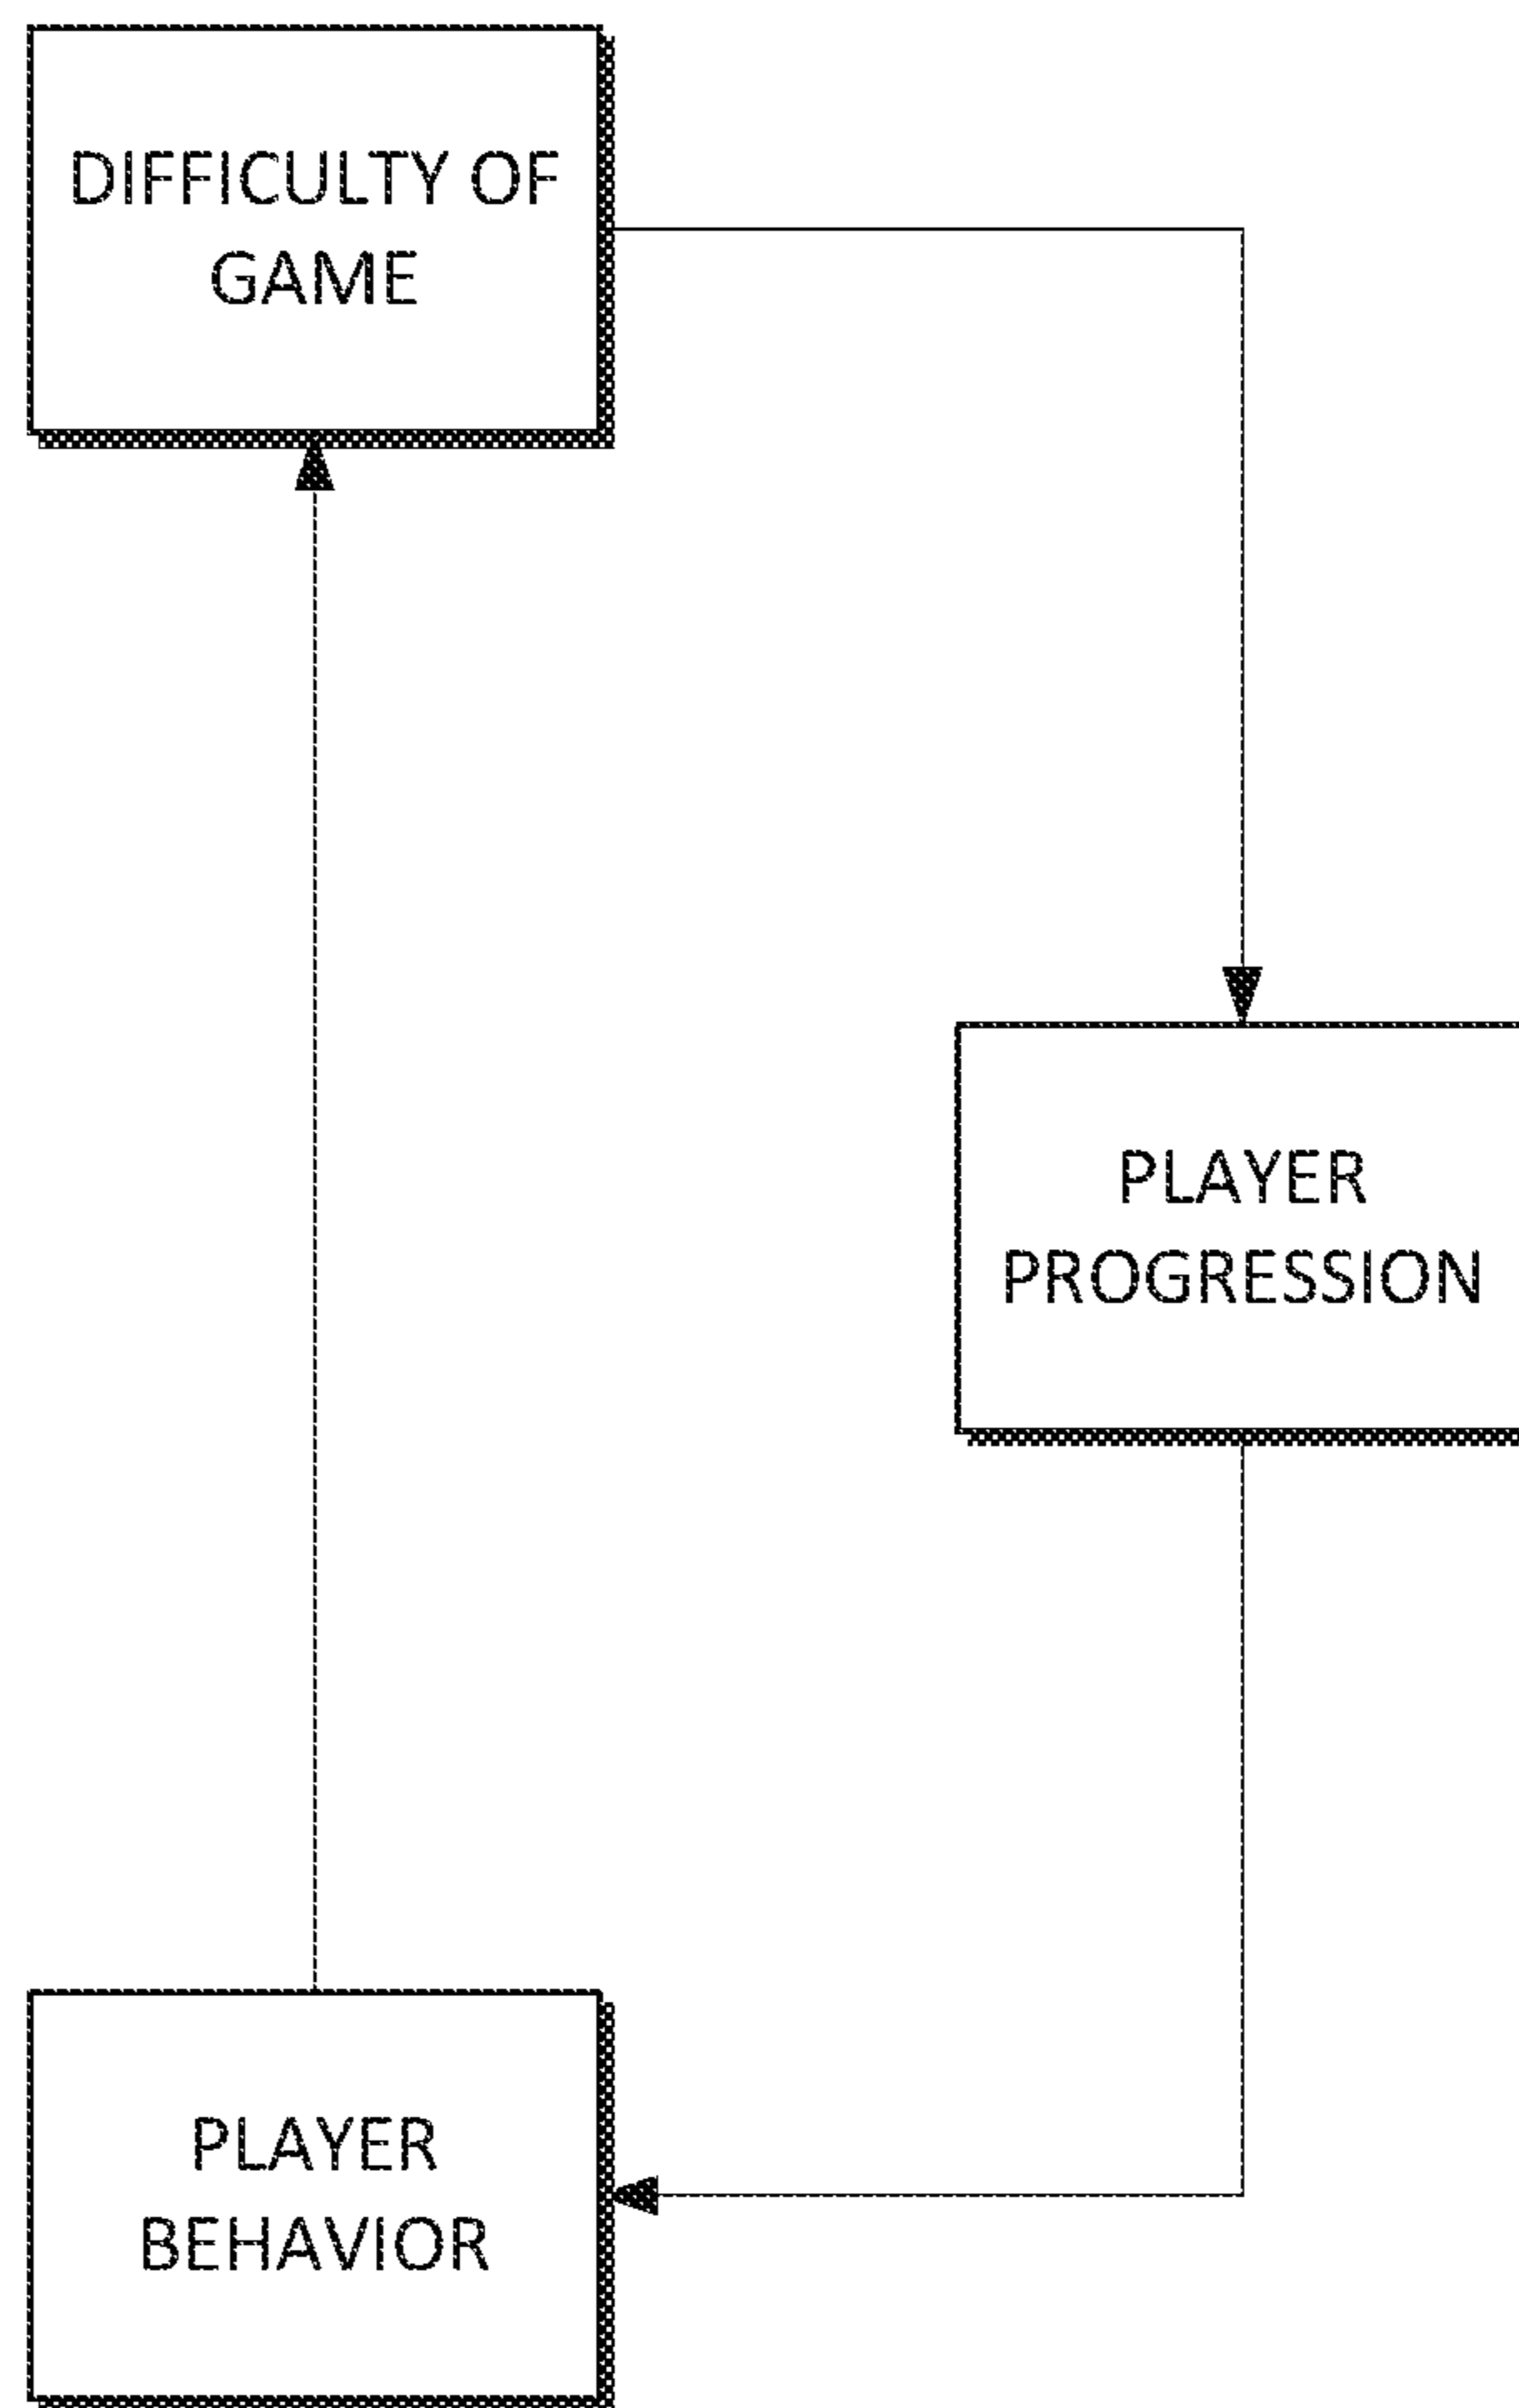 DIFFICULTY OF
GAME
PLAYER
PROGRESSION
PLAYER
BEHAVIOR